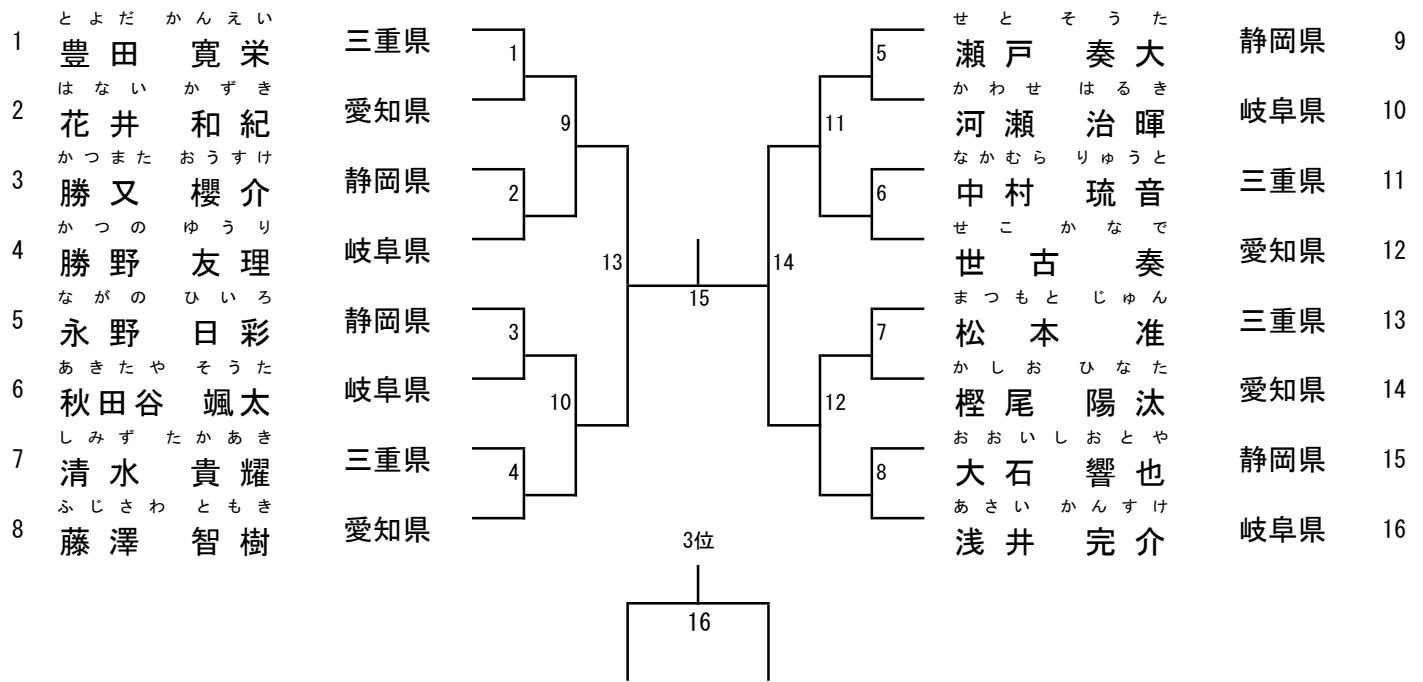 とよだ かんえい
1 豊田 寛栄 三重県
はない かずき
2 花井 和紀 愛知県
かつまた おうすけ
3 勝又 櫻介 静岡県
かつの ゆうり
4 勝野 友理 岐阜県
ながの ひいろ
5 永野 日彩 静岡県
あきたや そうた
6 秋田谷 颯太 岐阜県
しみず たかあき
7 清水 貴耀 三重県
ふじさわ ともき
8 藤澤 智樹 愛知県
1
9
2
13
3
10
4
15
5
11
6
14
7
12
8
せと そうた
瀬戸 奏大 静岡県 9
かわせ はるき
河瀬 治暉 岐阜県 10
なかむら りゅうと
中村 琉音 三重県 11
せこ かなで
世古 奏 愛知県 12
まつもと じゅん
松本 准 三重県 13
かしお ひなた
樫尾 陽汰 愛知県 14
おおいし おとや
大石 響也 静岡県 15
あさい かんすけ
浅井 完介 岐阜県 16
3位
16